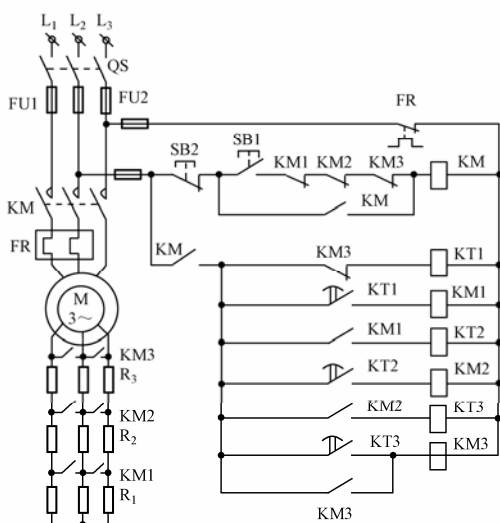 L1 L2 L3
QS
FU1 FU2 FR
SB2 SB1 KM1 KM2 KM3 KM
KM KM
FR KM KM3 KT1
M
3~
KT1 KM1
KM1 KT2
KM3
KT2 KM2
R3
KM2 KM2 KT3
R2
KT3 KM3
KM1
R1
KM3